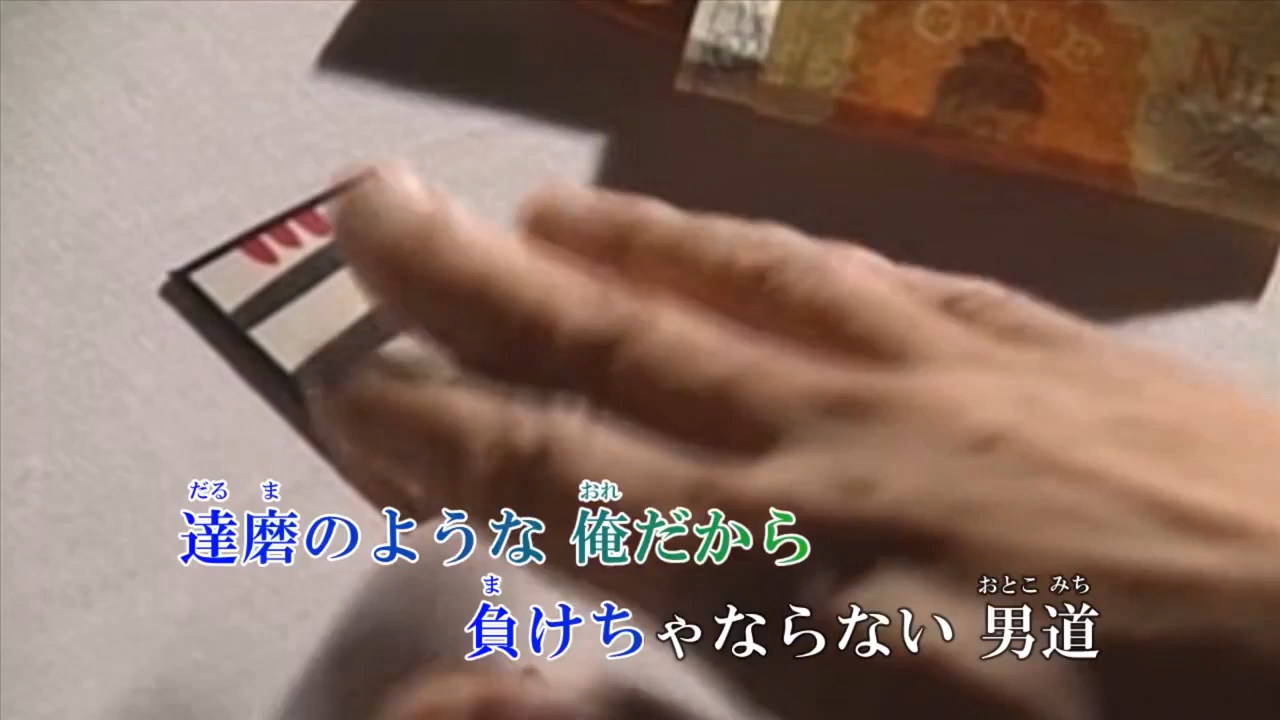 ONE
だるま おれ
達磨のような 俺だから
ま おとこ みち
負けちゃならない 男道